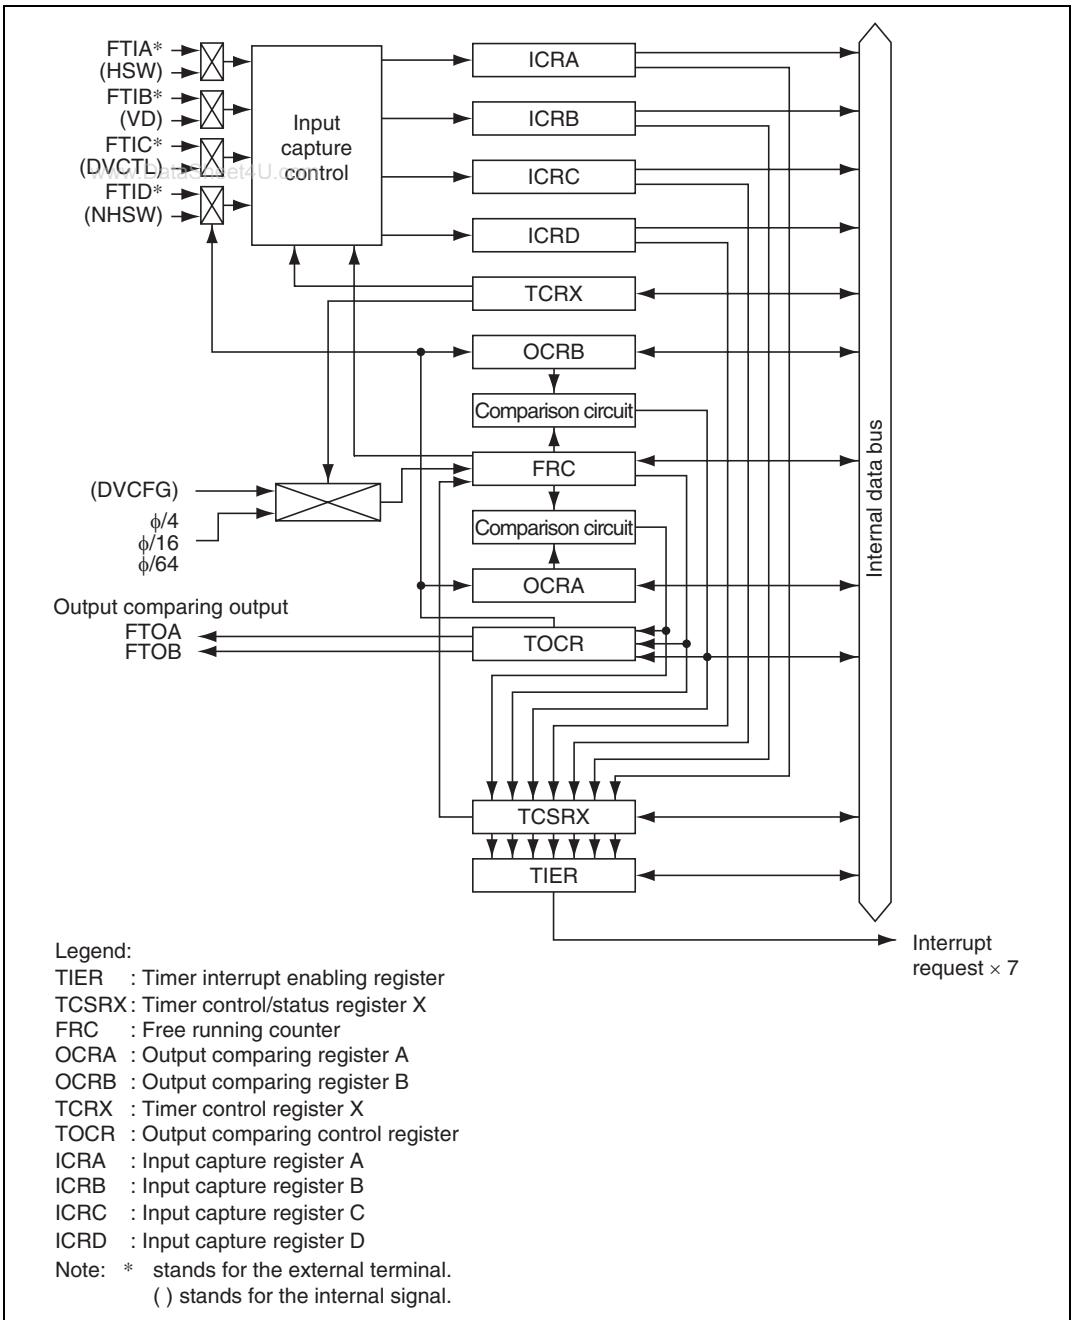 FTIA*
(HSW)
FTIB*
(VD)
FTIC*
(DVCTL)
FTID*
(NHSW)
www.DataSheet4U.com
Input
capture
control
ICRA
ICRB
ICRC
ICRD
TCRX
OCRB
Comparison circuit
FRC
Comparison circuit
OCRA
TOCR
TCSRX
TIER
Internal data bus
(DVCFG)
ϕ/4
ϕ/16
ϕ/64
Output comparing output
FTOA
FTOB
Interrupt
request × 7
Legend:
TIER : Timer interrupt enabling register
TCSRX : Timer control/status register X
FRC : Free running counter
OCRA : Output comparing register A
OCRB : Output comparing register B
TCRX : Timer control register X
TOCR : Output comparing control register
ICRA : Input capture register A
ICRB : Input capture register B
ICRC : Input capture register C
ICRD : Input capture register D
Note: * stands for the external terminal.
( ) stands for the internal signal.